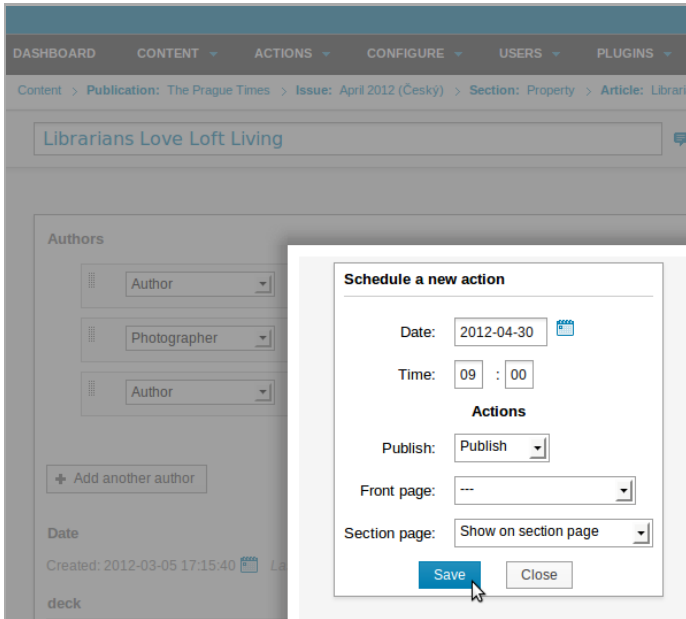 DASHBOARD CONTENT ACTIONS CONFIGURE USERS PLUGINS
Content > Publication: The Prague Times > Issue: April 2012 (Český) > Section: Property > Article:
Librarians Love Loft Living
Authors
Author
Photographer
Author
+ Add another author
Date
Created: 2012-03-05 17:15:40
deck
Schedule a new action
Date: 2012-04-30
Time: 09 : 00
Actions
Publish: Publish
Front page: ---
Section page: Show on section page
Save Close